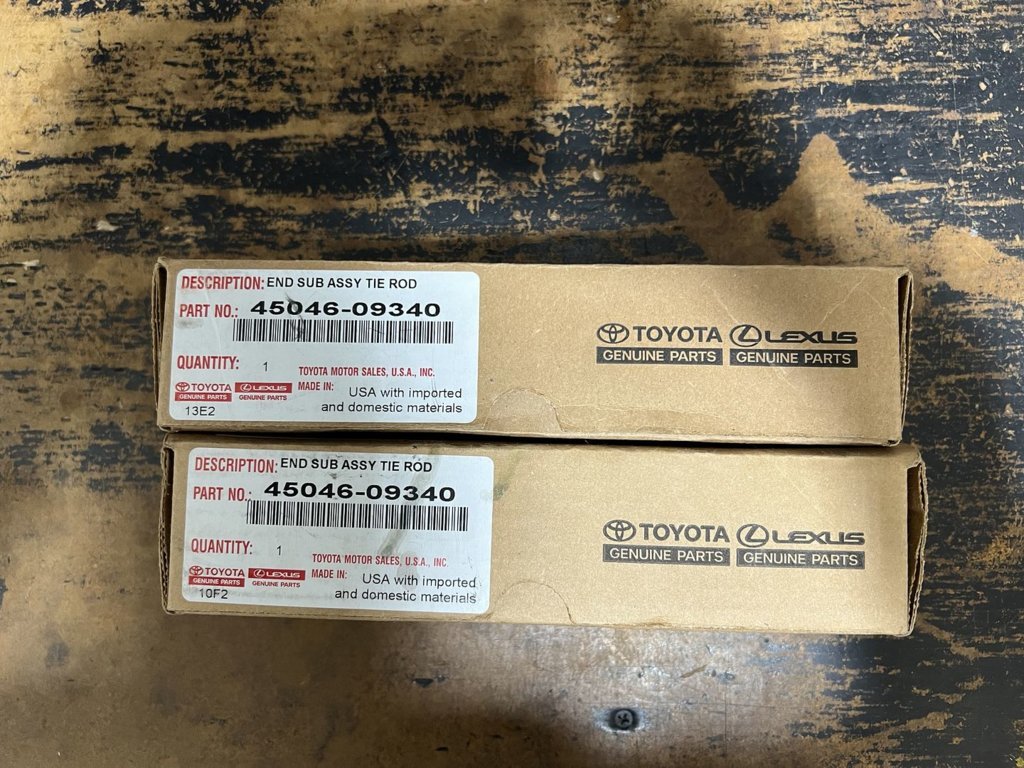 DESCRIPTION: END SUB ASSY TIE ROD
PART NO.: 45046-09340
QUANTITY: 1
TOYOTA MOTOR SALES, U.S.A., INC.
TOYOTA LEXUS MADE IN: USA with imported
GENUINE PARTS GENUINE PARTS and domestic materials
13E2
TOYOTA LEXUS
GENUINE PARTS GENUINE PARTS
DESCRIPTION: END SUB ASSY TIE ROD
PART NO.: 45046-09340
QUANTITY: 1
TOYOTA MOTOR SALES, U.S.A., INC.
TOYOTA LEXUS MADE IN: USA with imported
GENUINE PARTS GENUINE PARTS and domestic materials
10F2
TOYOTA LEXUS
GENUINE PARTS GENUINE PARTS